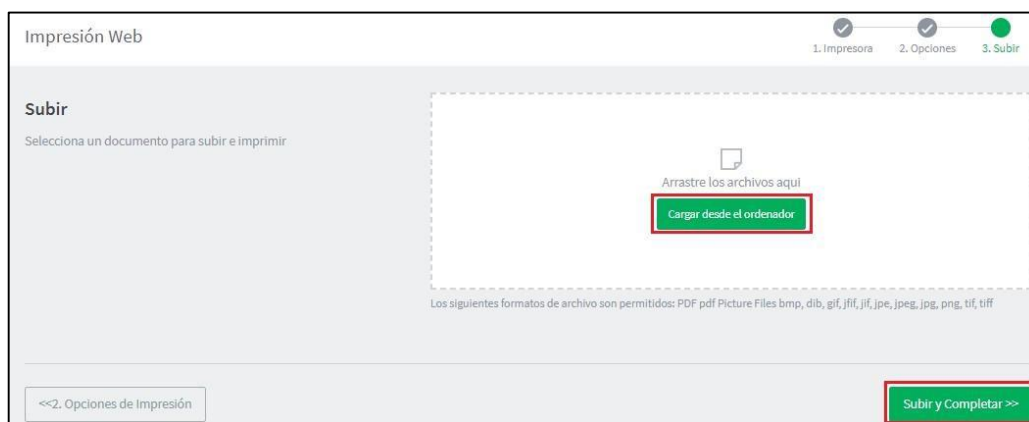 Impresión Web
1. Impresora
2. Opciones
3. Subir
Subir
Selecciona un documento para subir e imprimir
Arrastre los archivos aqui
Cargar desde el ordenador
Los siguientes formatos de archivo son permitidos: PDF pdf Picture Files bmp, dib, gif, jfif, jif, jpe, jpeg, jpg, png, tif, tiff
<<2. Opciones de Impresión
Subir y Completar >>